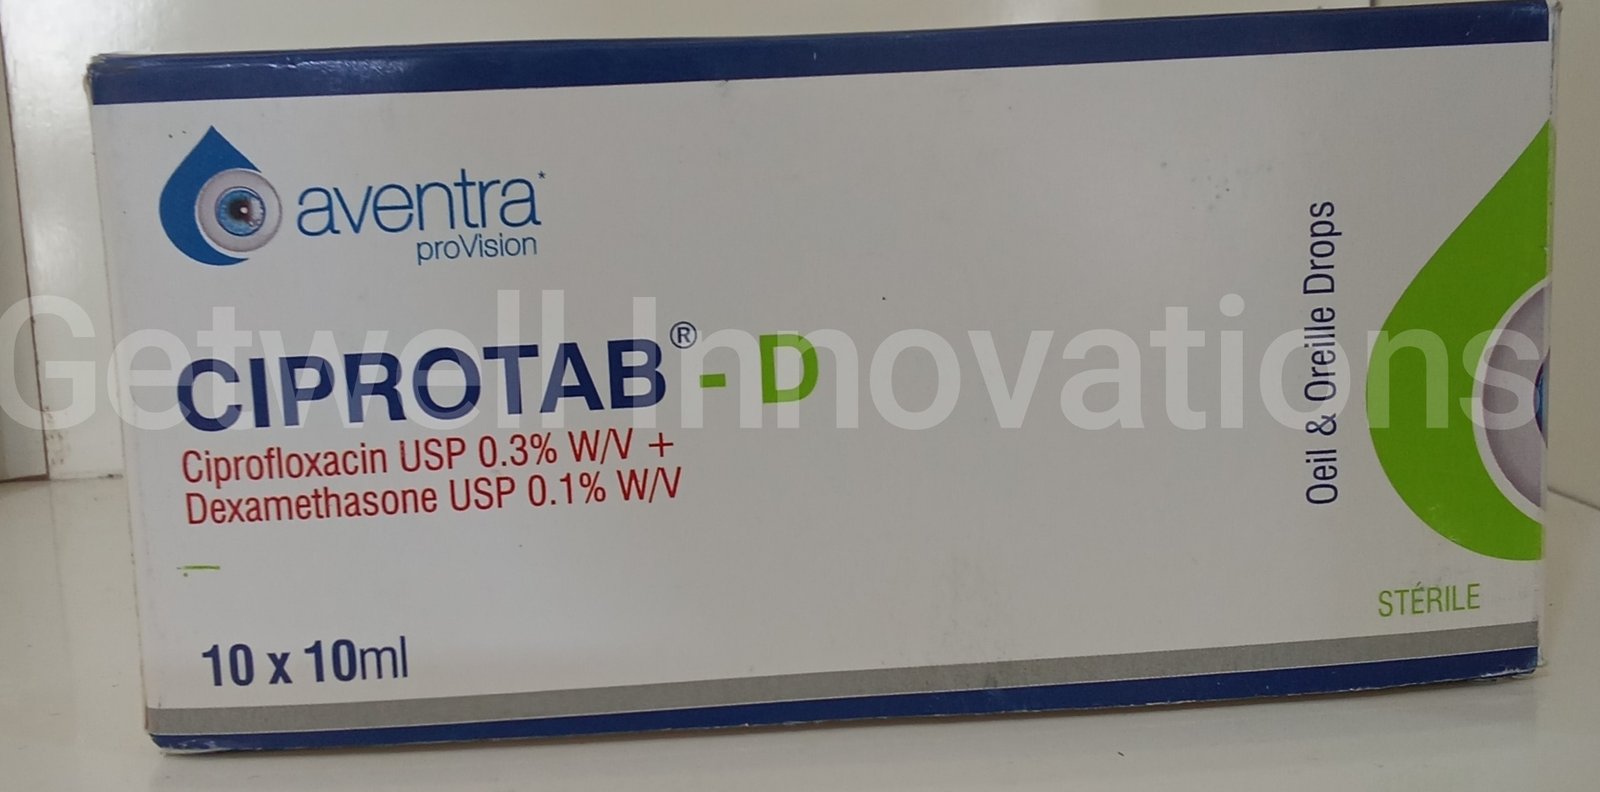 aventra*
proVision
Getwell Innovations
CIPROTAB® - D
Ciprofloxacin USP 0.3% W/V +
Dexamethasone USP 0.1% W/V
10 x 10ml
Oeil & Oreille Drops
STÉRILE